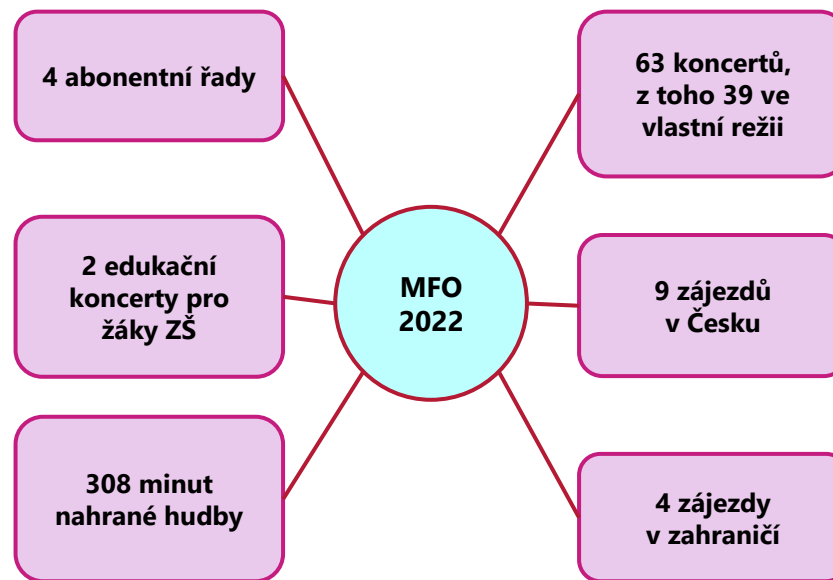 4 abonentní řady
63 koncertů,
z toho 39 ve
vlastní režii
2 edukační
koncerty pro
žáky ZŠ
MFO
2022
9 zájezdů
v Česku
308 minut
nahrané hudby
4 zájezdy
v zahraničí